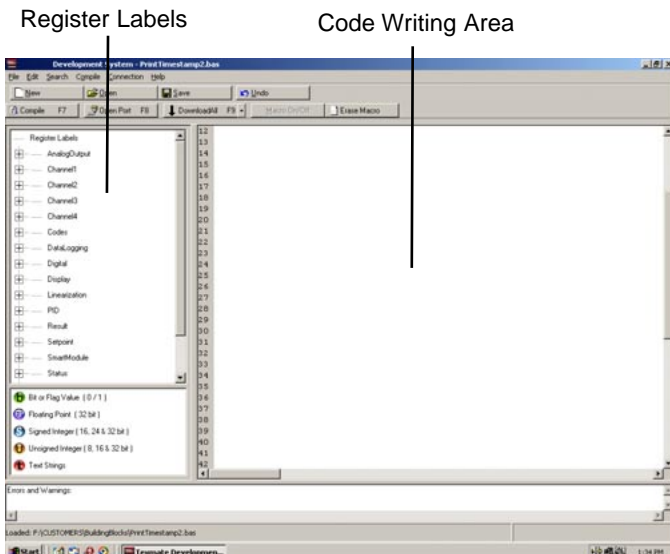 Register Labels
Code Writing Area
Development System - PrintTimestamp2.bas
File Edit Search Compile Connection Help
New Open Save Undo
Compile F7 Open Port F8 DownloadAll F9 Macro On/Off Erase Macro
Register Labels
AnalogOutput
Channel1
Channel2
Channel3
Channel4
Codes
DataLogging
Digital
Display
Linearization
PID
Result
Setpoint
SmartModule
Status
Bit or Flag Value ( 0 / 1 )
Floating Point ( 32 bit )
Signed Integer ( 16, 24 & 32 bit )
Unsigned Integer ( 8, 16 & 32 bit )
Text Strings
12
13
14
15
16
17
18
19
20
21
22
23
24
25
26
27
28
29
30
31
32
33
34
35
36
37
38
39
40
41
42
Errors and Warnings:
Loaded: P:\CUSTOMERS\BuildingBlocks\PrintTimestamp2.bas
Start Texmate Developmen... 1:34 PM